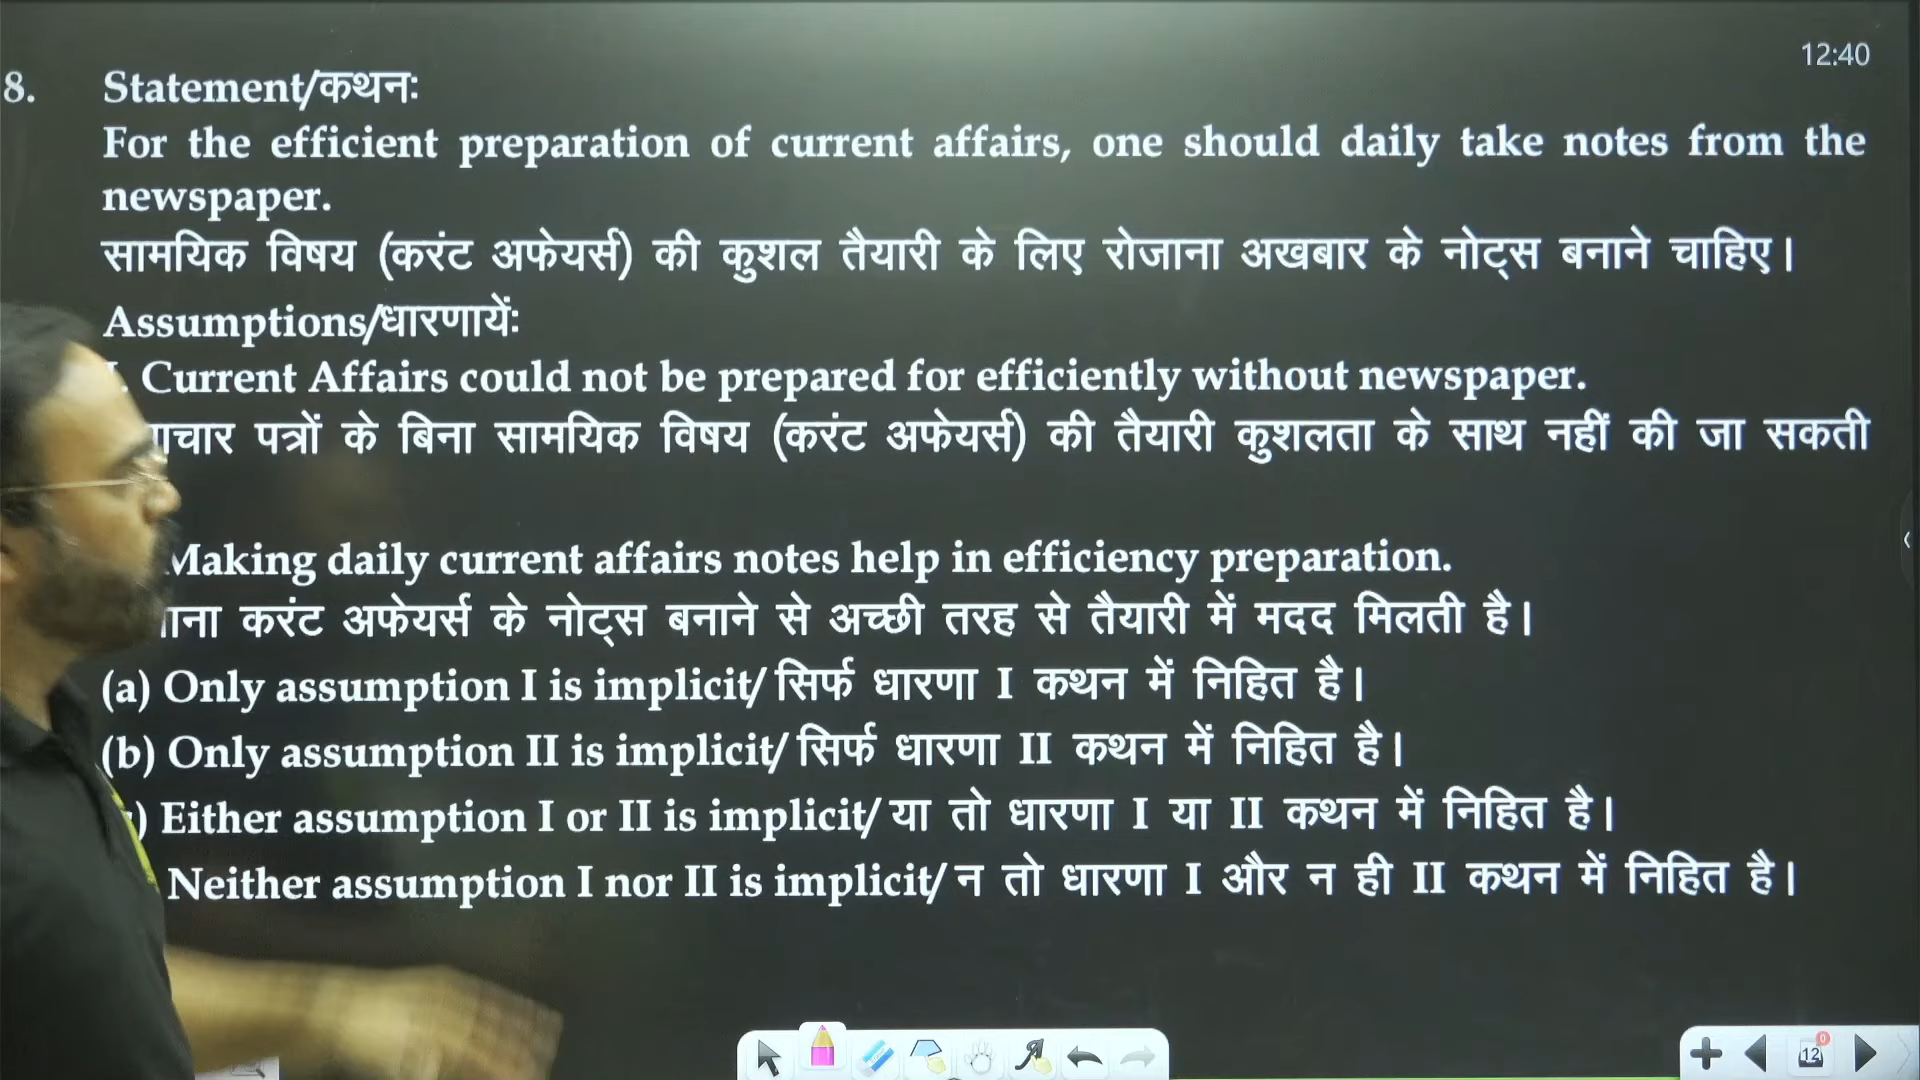 12:40
8. Statement/कथनः
For the efficient preparation of current affairs, one should daily take notes from the
newspaper.
सामयिक विषय (करंट अफेयर्स) की कुशल तैयारी के लिए रोजाना अखबार के नोट्स बनाने चाहिए।
Assumptions/धारणायेंः
I. Current Affairs could not be prepared for efficiently without newspaper.
पत्रों के बिना सामयिक विषय (करंट अफेयर्स) की तैयारी कुशलता के साथ नहीं की जा सकती
Making daily current affairs notes help in efficiency preparation.
करंट अफेयर्स के नोट्स बनाने से अच्छी तरह से तैयारी में मदद मिलती है।
(a) Only assumption I is implicit/ सिर्फ धारणा I कथन में निहित है।
(b) Only assumption II is implicit/ सिर्फ धारणा II कथन में निहित है।
) Either assumption I or II is implicit/ या तो धारणा I या II कथन में निहित है।
Neither assumption I nor II is implicit/ न तो धारणा I और न ही II कथन में निहित है।
12
0